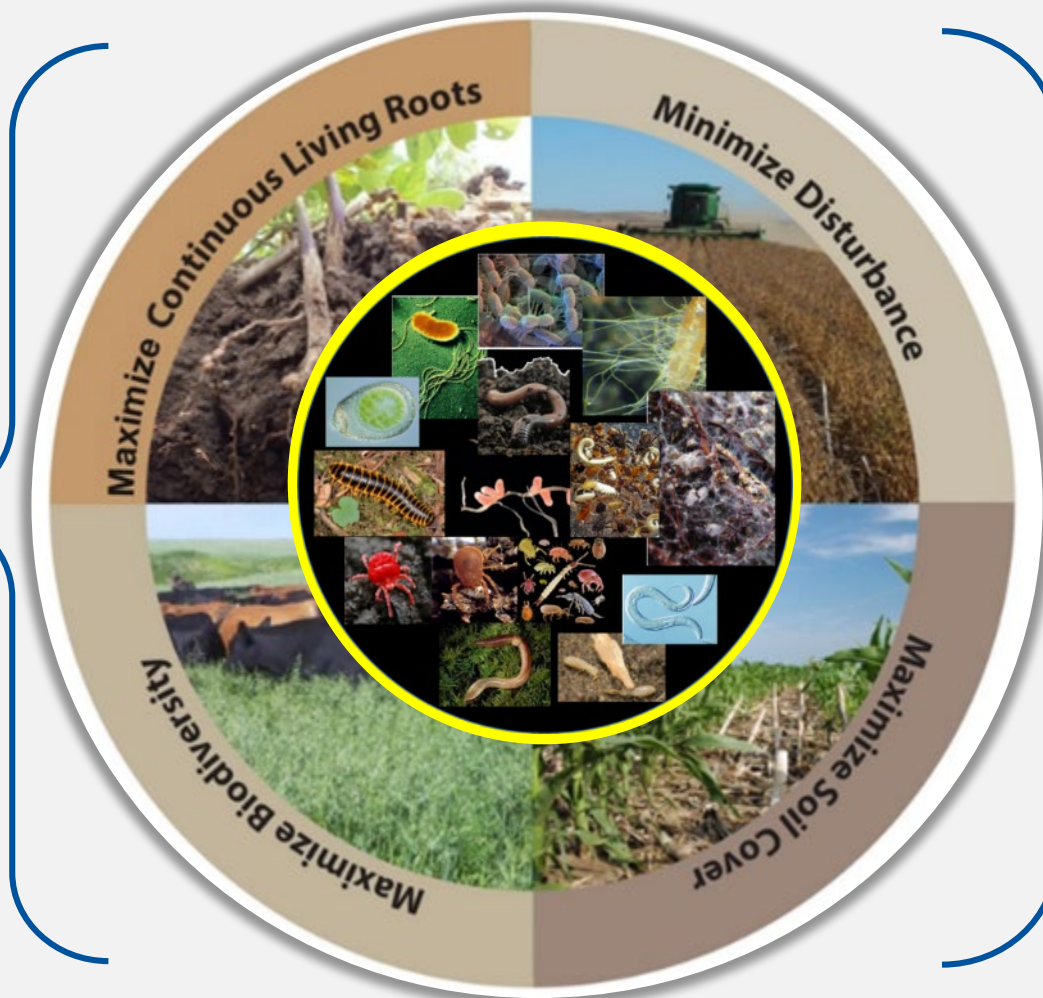 Maximize Continuous Living Roots
Minimize Disturbance
Maximize Biodiversity
Maximize Soil Cover